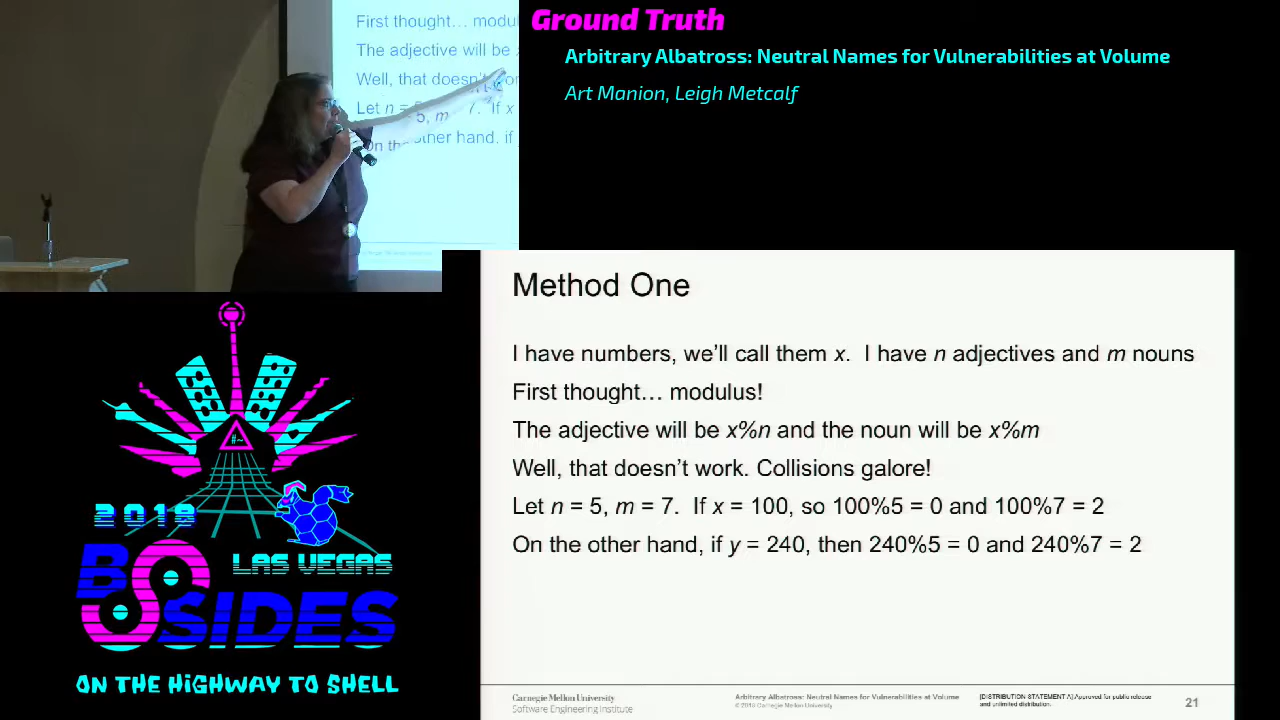 Ground Truth
Arbitrary Albatross: Neutral Names for Vulnerabilities at Volume
Art Manion, Leigh Metcalf
First thought… modul
The adjective will be
Well, that doesn't
Let n = 5, m 7. If x
On the other hand, if
Method One
I have numbers, we'll call them x. I have n adjectives and m nouns
First thought… modulus!
The adjective will be x%n and the noun will be x%m
Well, that doesn't work. Collisions galore!
Let n = 5, m = 7. If x = 100, so 100%5 = 0 and 100%7 = 2
On the other hand, if y = 240, then 240%5 = 0 and 240%7 = 2
#~
2019
BSIDES
LAS VEGAS
ON THE HIGHWAY TO SHELL
Carnegie Mellon University
Software Engineering Institute
Arbitrary Albatross: Neutral Names for Vulnerabilities at Volume
© 2019 Carnegie Mellon University
[DISTRIBUTION STATEMENT A] Approved for public release
and unlimited distribution.
21